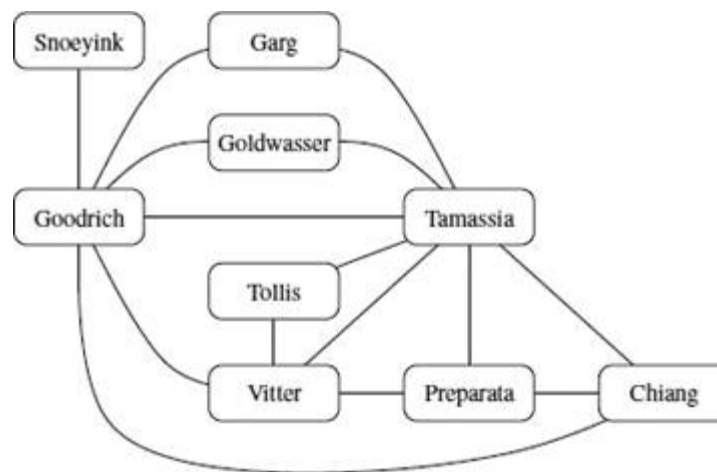 Snoeyink
Garg
Goldwasser
Goodrich
Tamassia
Tollis
Vitter
Preparata
Chiang